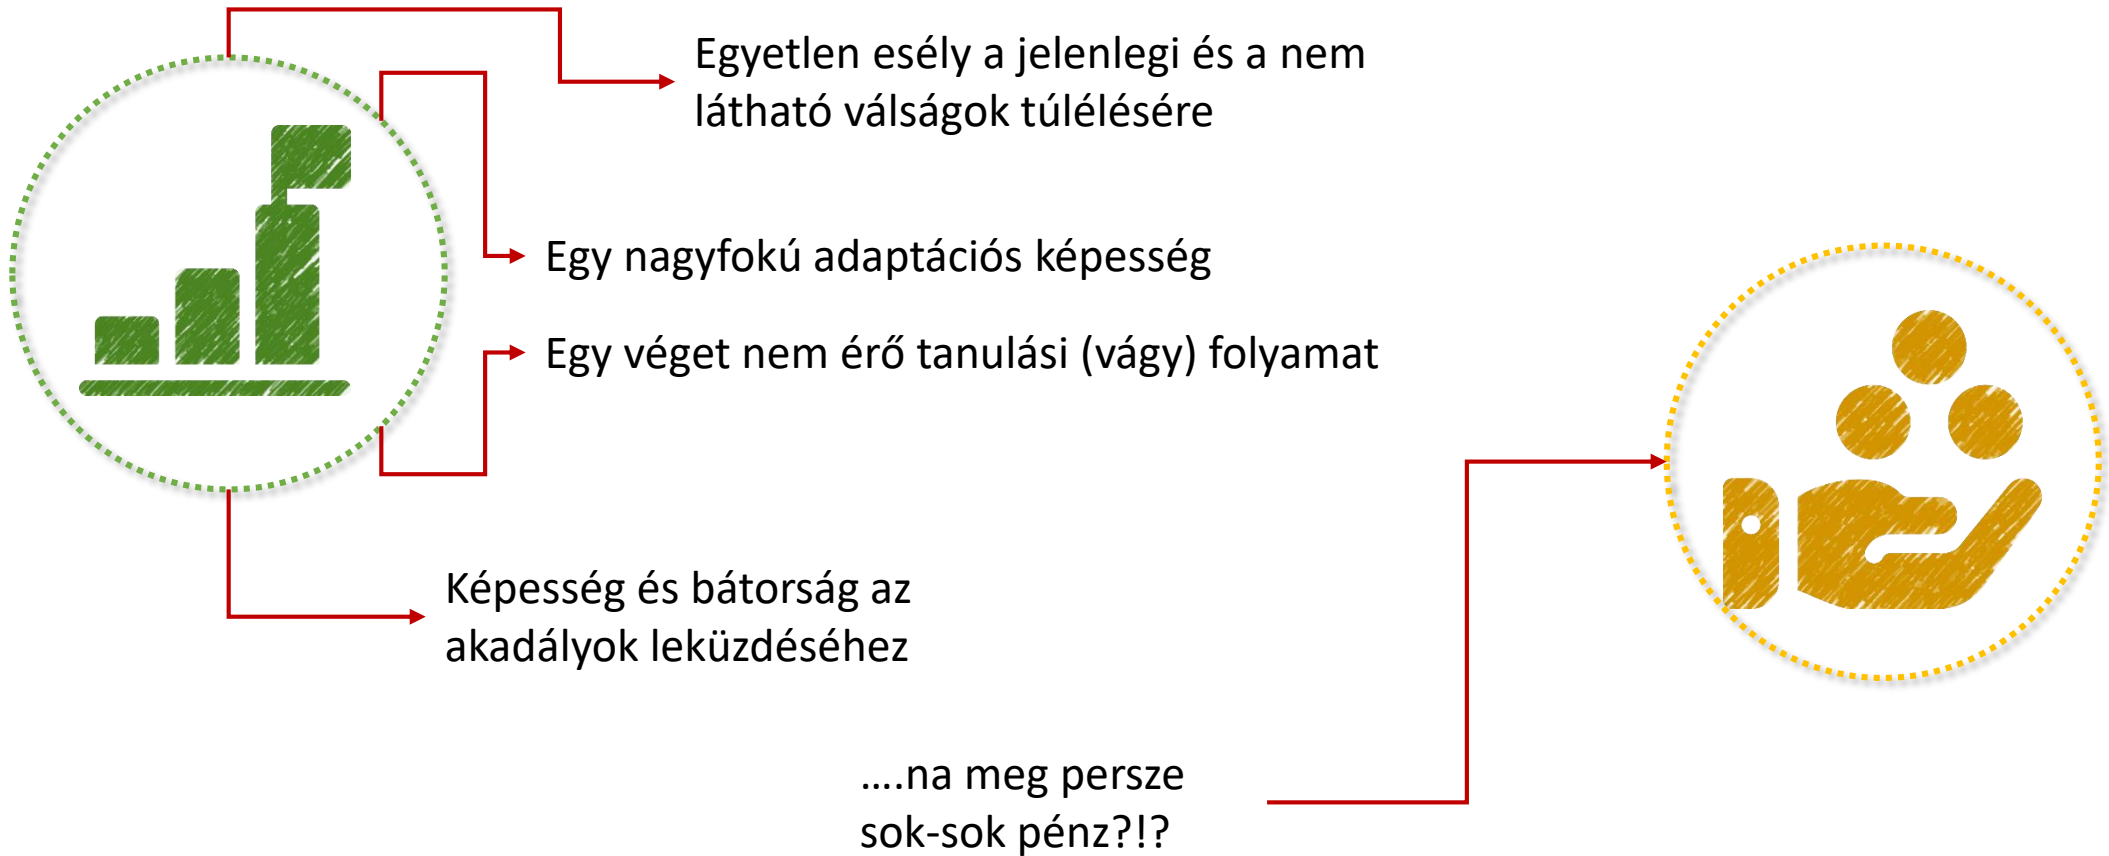 Egyetlen esély a jelenlegi és a nem
látható válságok túlélésére
Egy nagyfokú adaptációs képesség
Egy véget nem érő tanulási (vágy) folyamat
Képesség és bátorság az
akadályok leküzdéséhez
….na meg persze
sok-sok pénz?!?